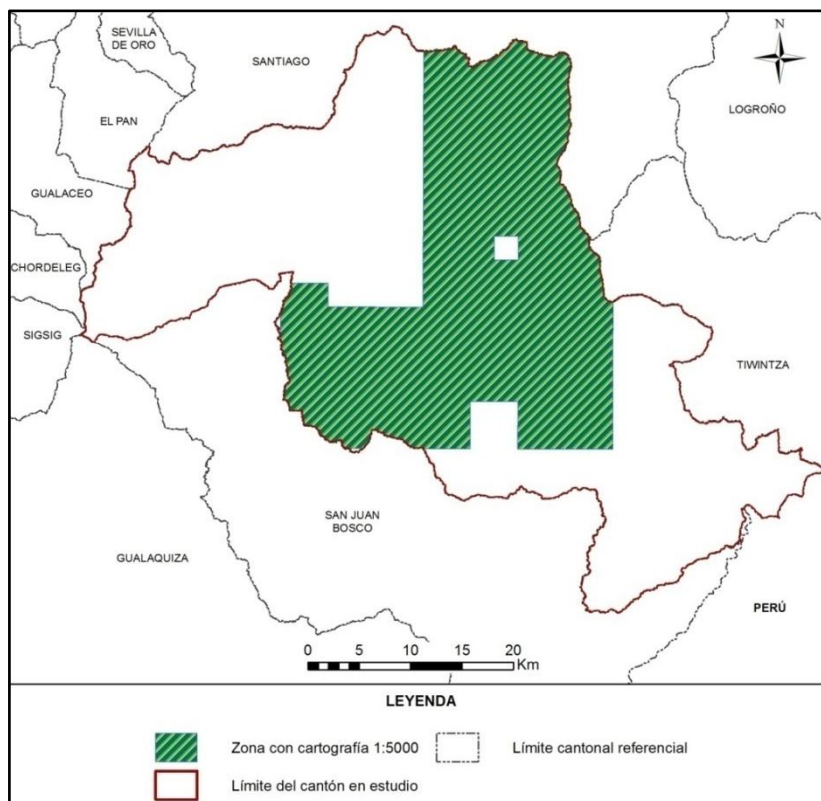 SEVILLA
DE ORO
N
SANTIAGO
LOGROÑO
EL PAN
GUALACEO
CHORDELEG
SIGSIG
TIWINTZA
SAN JUAN
BOSCO
GUALAQUIZA
PERÚ
0 5 10 15 20
Km
LEYENDA
Zona con cartografía 1:5000 Límite cantonal referencial
Límite del cantón en estudio